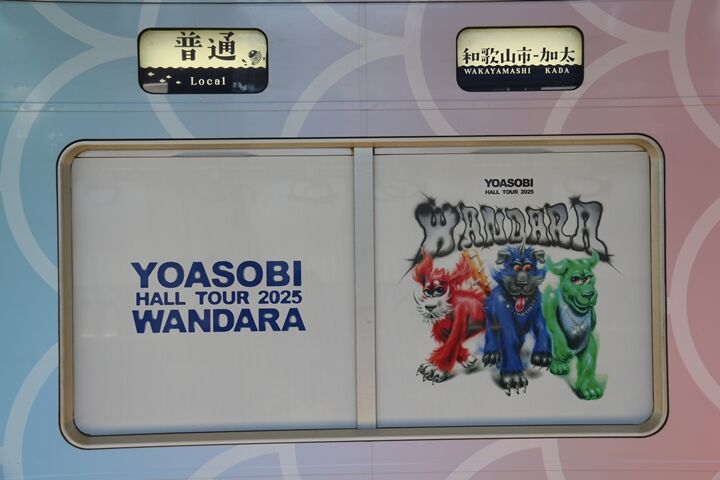 普通
Local
和歌山市-加太
WAKAYAMASHI KADA
YOASOBI
HALL TOUR 2025
WANDARA
YOASOBI
HALL TOUR 2025
WANDARA